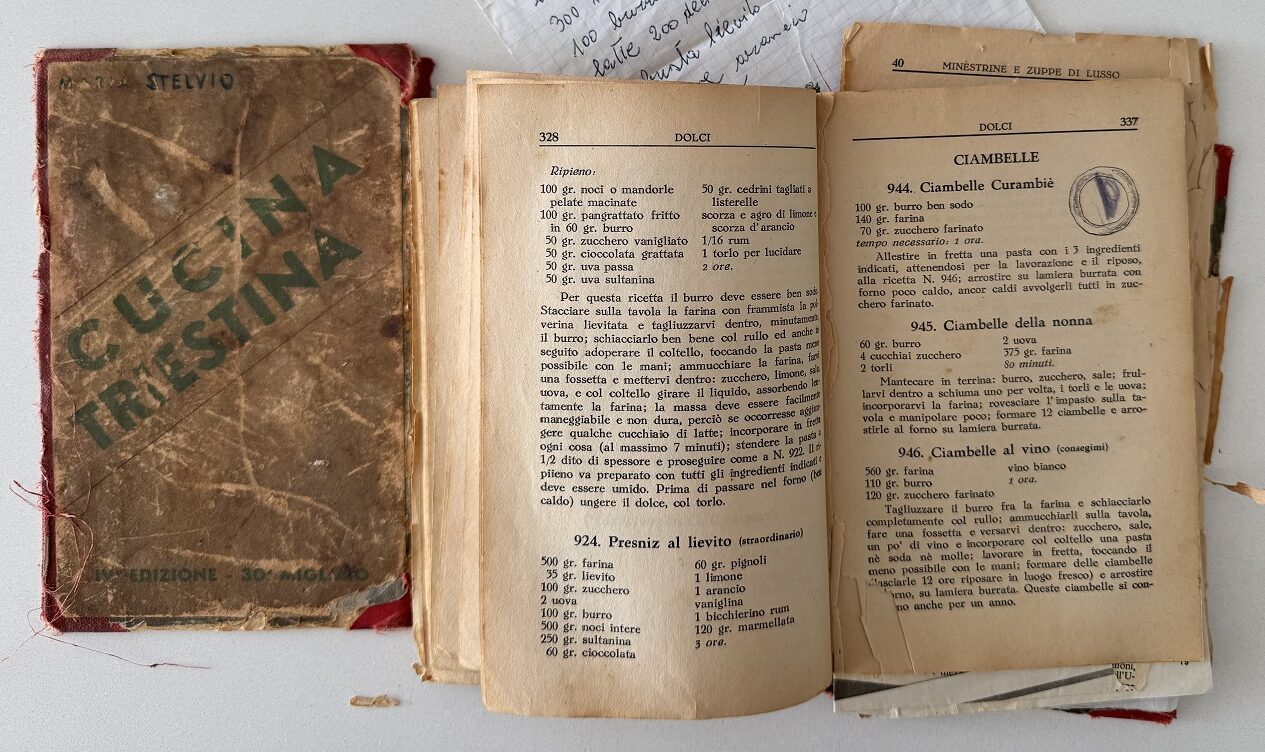 STELVIO
CUCINA
TRIESTINA
EDIZIONE - 30° MIGLIAIO
300
100 burro
latte 200
busta lievito
arancio
328 DOLCI
Ripieno:
100 gr. noci o mandorle
pelate macinate
100 gr. pangrattato fritto
in 60 gr. burro
50 gr. zucchero vanigliato
50 gr. cioccolata grattata
50 gr. uva passa
50 gr. uva sultanina
50 gr. cedrini tagliati a
listerelle
scorza e agro di limone e
scorza d'arancio
1/16 rum
1 torlo per lucidare
2 ore.
Per questa ricetta il burro deve essere ben sodo.
Stacciare sulla tavola la farina con frammista la pol-
verina lievitata e tagliuzzarvi dentro, minutamente,
il burro; schiacciarlo ben bene col rullo ed anche in
seguito adoperare il coltello, toccando la pasta meno
possibile con le mani; ammucchiare la farina, farvi
una fossetta e mettervi dentro: zucchero, limone, sale,
uova, e col coltello girare il liquido, assorbendo len-
tamente la farina; la massa deve essere facilmente
maneggiabile e non dura, perciò se occorresse aggiun-
gere qualche cucchiaio di latte; incorporare in fretta
ogni cosa (al massimo 7 minuti); stendere la pasta a
1/2 dito di spessore e proseguire come a N. 922. Il ri-
piieno va preparato con tutti gli ingredienti indicati e
deve essere umido. Prima di passare nel forno (ben
caldo) ungere il dolce, col torlo.
924. Presniz al lievito (straordinario)
500 gr. farina
35 gr. lievito
100 gr. zucchero
2 uova
100 gr. burro
500 gr. noci intere
250 gr. sultanina
60 gr. cioccolata
60 gr. pignoli
1 limone
1 arancio
vaniglina
1 bicchierino rum
120 gr. marmellata
3 ore.
40 MINESTRINE E ZUPPE DI LUSSO
DOLCI 337
CIAMBELLE
944. Ciambelle Curambiè
100 gr. burro ben sodo
140 gr. farina
70 gr. zucchero farinato
tempo necessario: 1 ora.
Allestire in fretta una pasta con i 3 ingredienti
indicati, attenendosi per la lavorazione e il riposo,
alla ricetta N. 946; arrostire su lamiera burrata con
forno poco caldo, ancor caldi avvolgerli tutti in zuc-
chero farinato.
945. Ciambelle della nonna
60 gr. burro
4 cucchiai zucchero
2 torli
2 uova
375 gr. farina
80 minuti.
Mantecare in terrina: burro, zucchero, sale; frul-
larvi dentro a schiuma uno per volta, i torli e le uova;
incorporarvi la farina; rovesciare l'impasto sulla ta-
vola e manipolare poco; formare 12 ciambelle e arro-
stirle al forno su lamiera burrata.
946. Ciambelle al vino (consegimi)
560 gr. farina
110 gr. burro
120 gr. zucchero farinato
vino bianco
1 ora.
Tagliuzzare il burro fra la farina e schiacciarlo
completamente col rullo; ammucchiarli sulla tavola,
fare una fossetta e versarvi dentro: zucchero, sale,
un po' di vino e incorporare col coltello una pasta
nè soda nè molle; lavorare in fretta, toccando il
meno possibile con le mani; formare delle ciambelle
(lasciarle 12 ore riposare in luogo fresco) e arrostire
forno, su lamiera burrata. Queste ciambelle si con-
no anche per un anno.